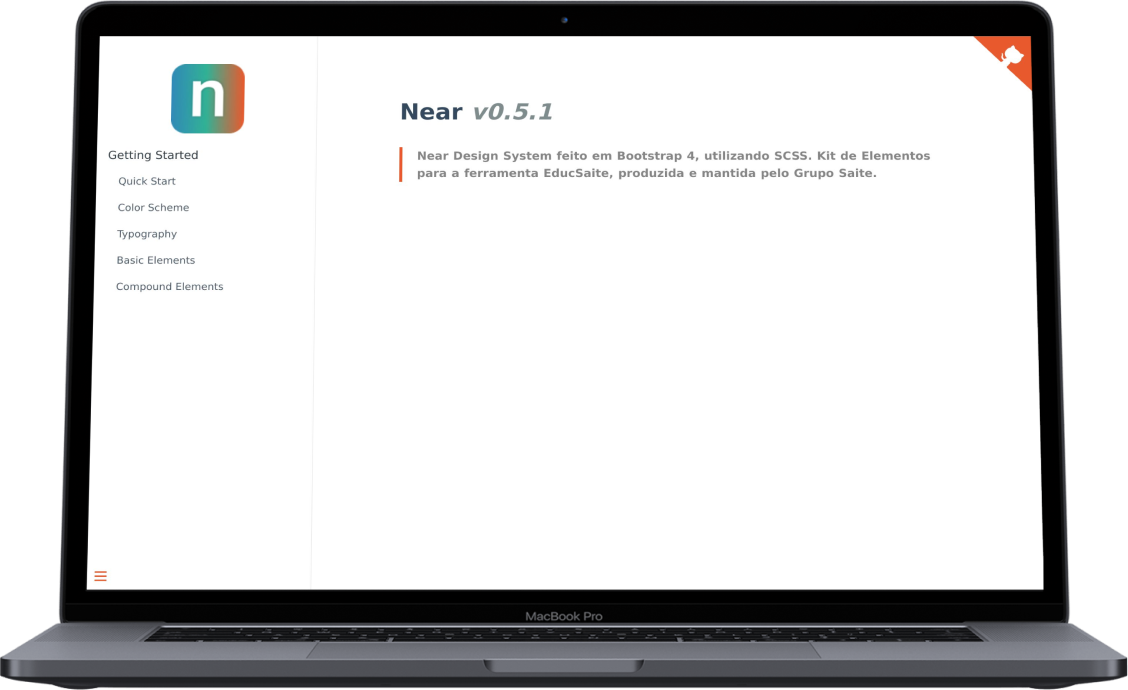 n
Getting Started
Quick Start
Color Scheme
Typography
Basic Elements
Compound Elements
Near v0.5.1
Near Design System feito em Bootstrap 4, utilizando SCSS. Kit de Elementos
para a ferramenta EducSaite, produzida e mantida pelo Grupo Saite.
MacBook Pro